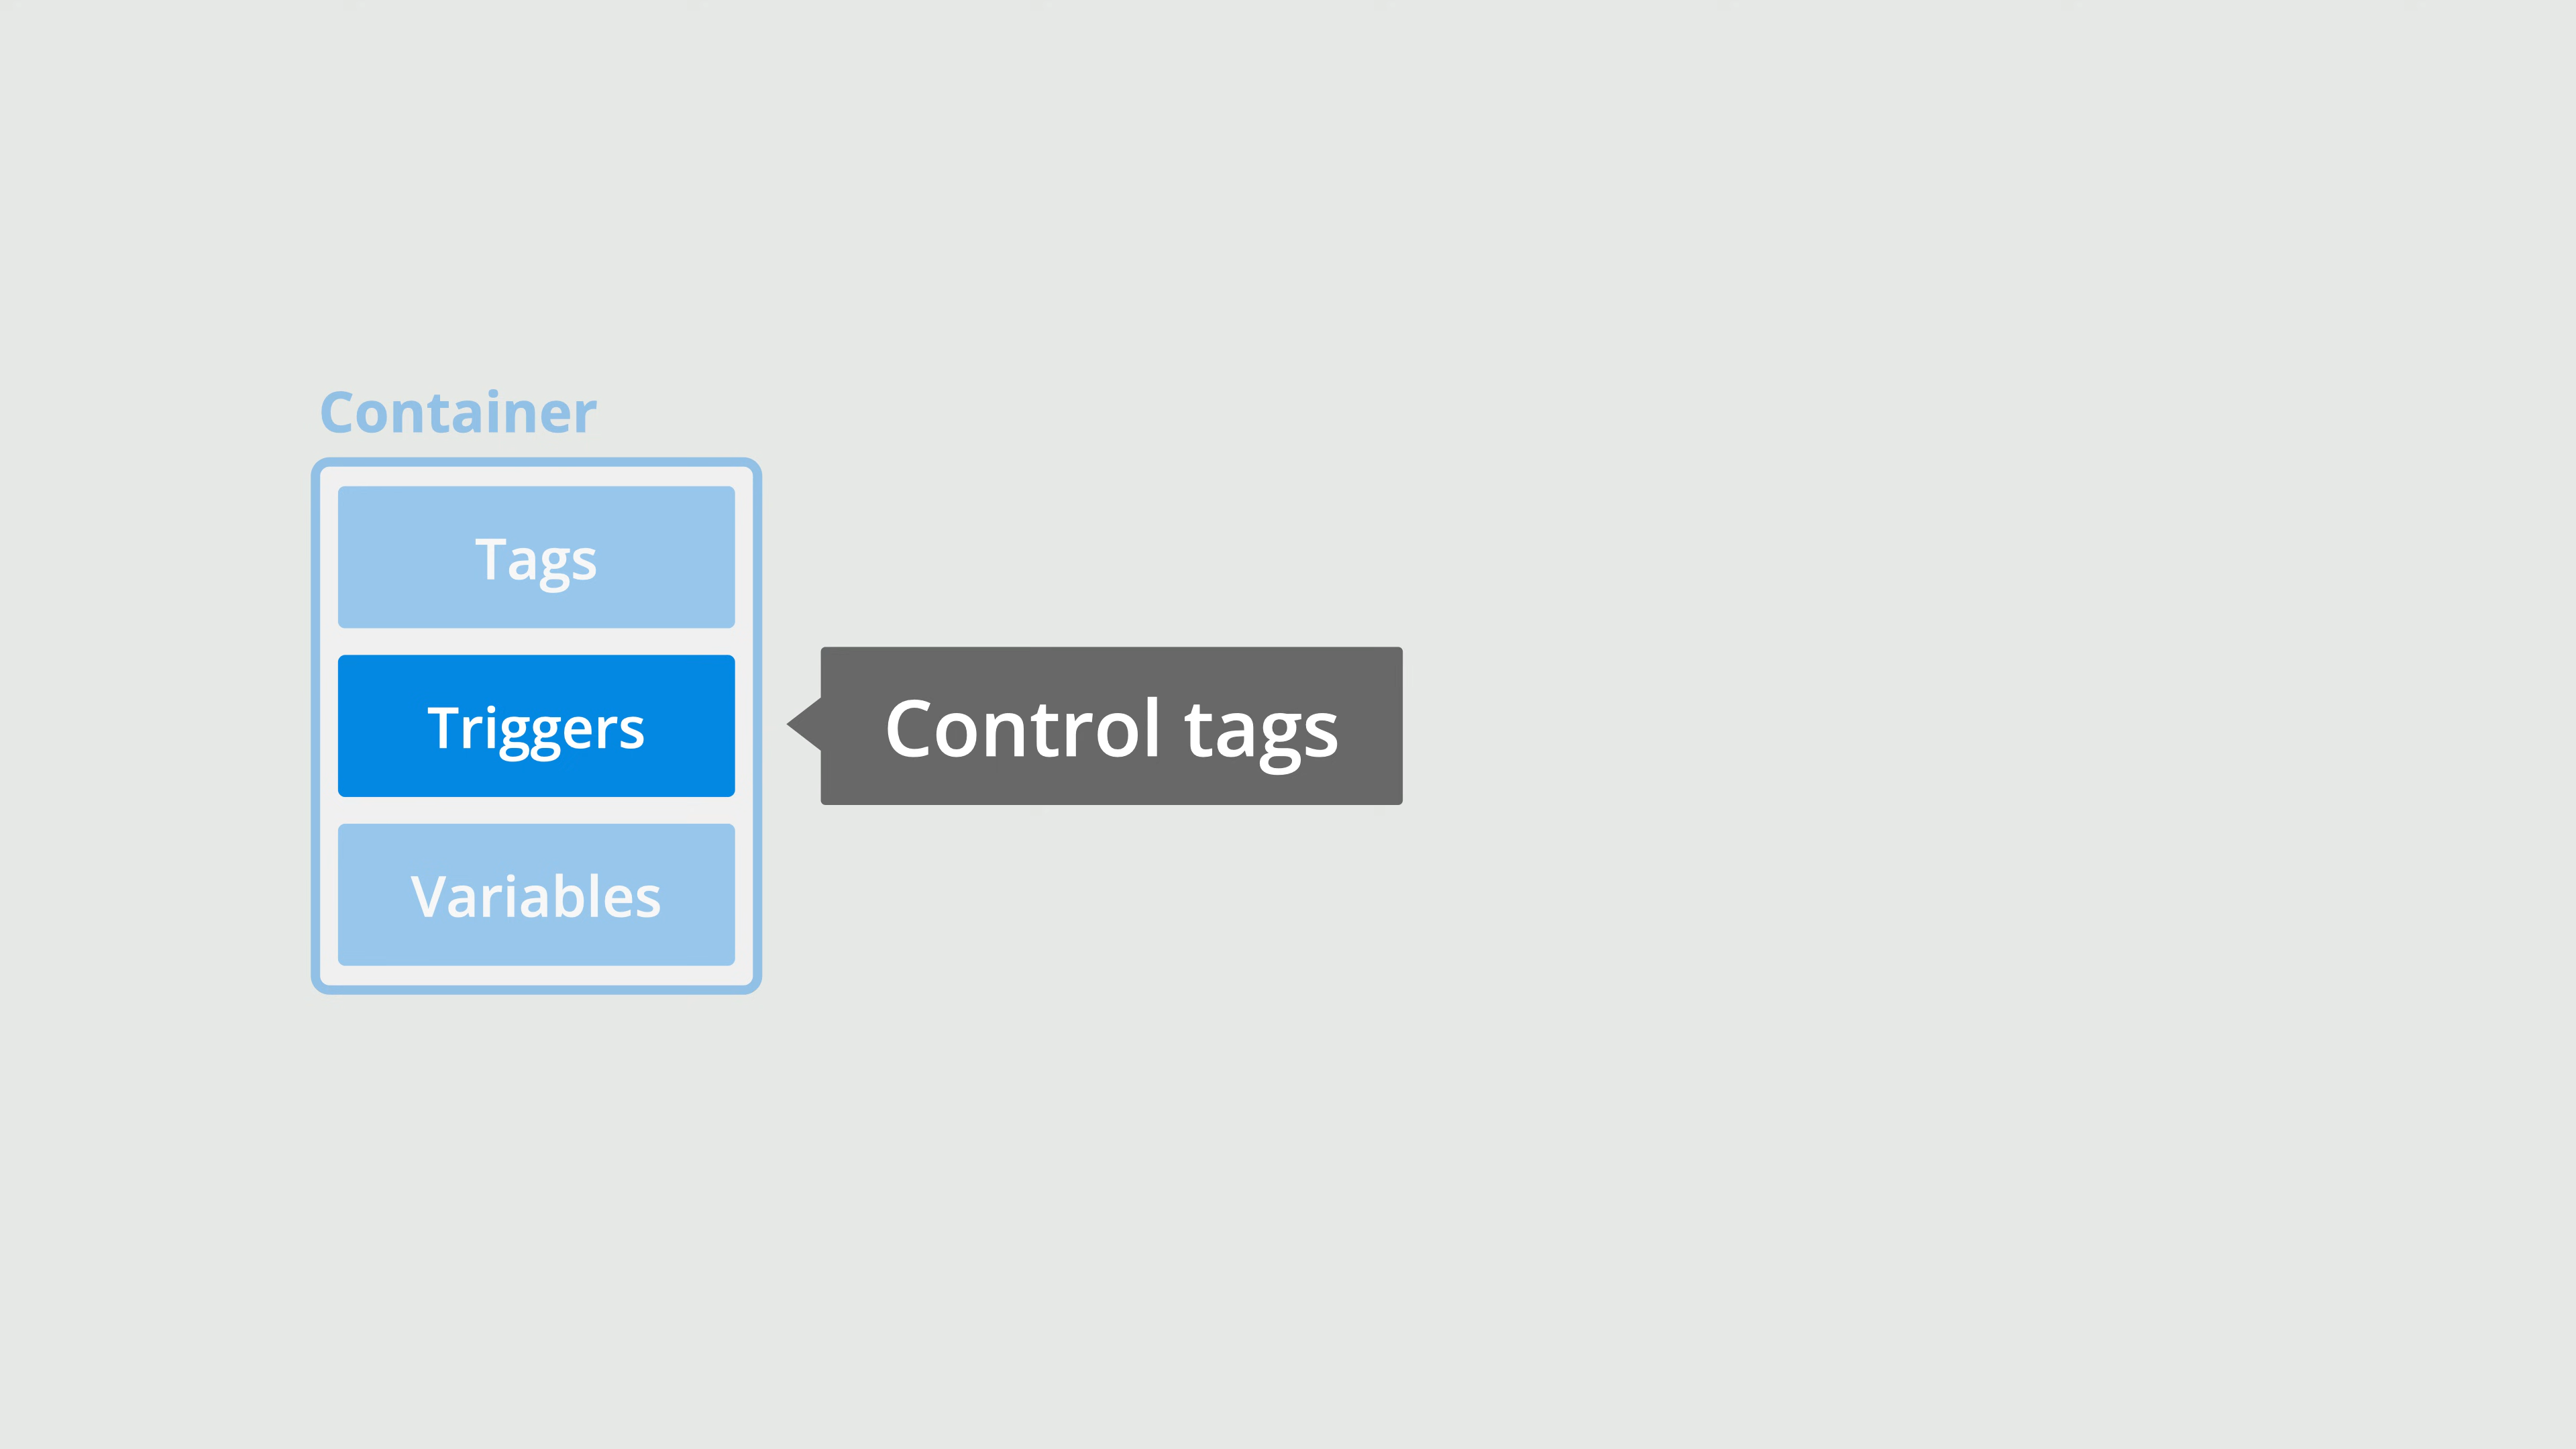 Container
Tags
Triggers
Control tags
Variables